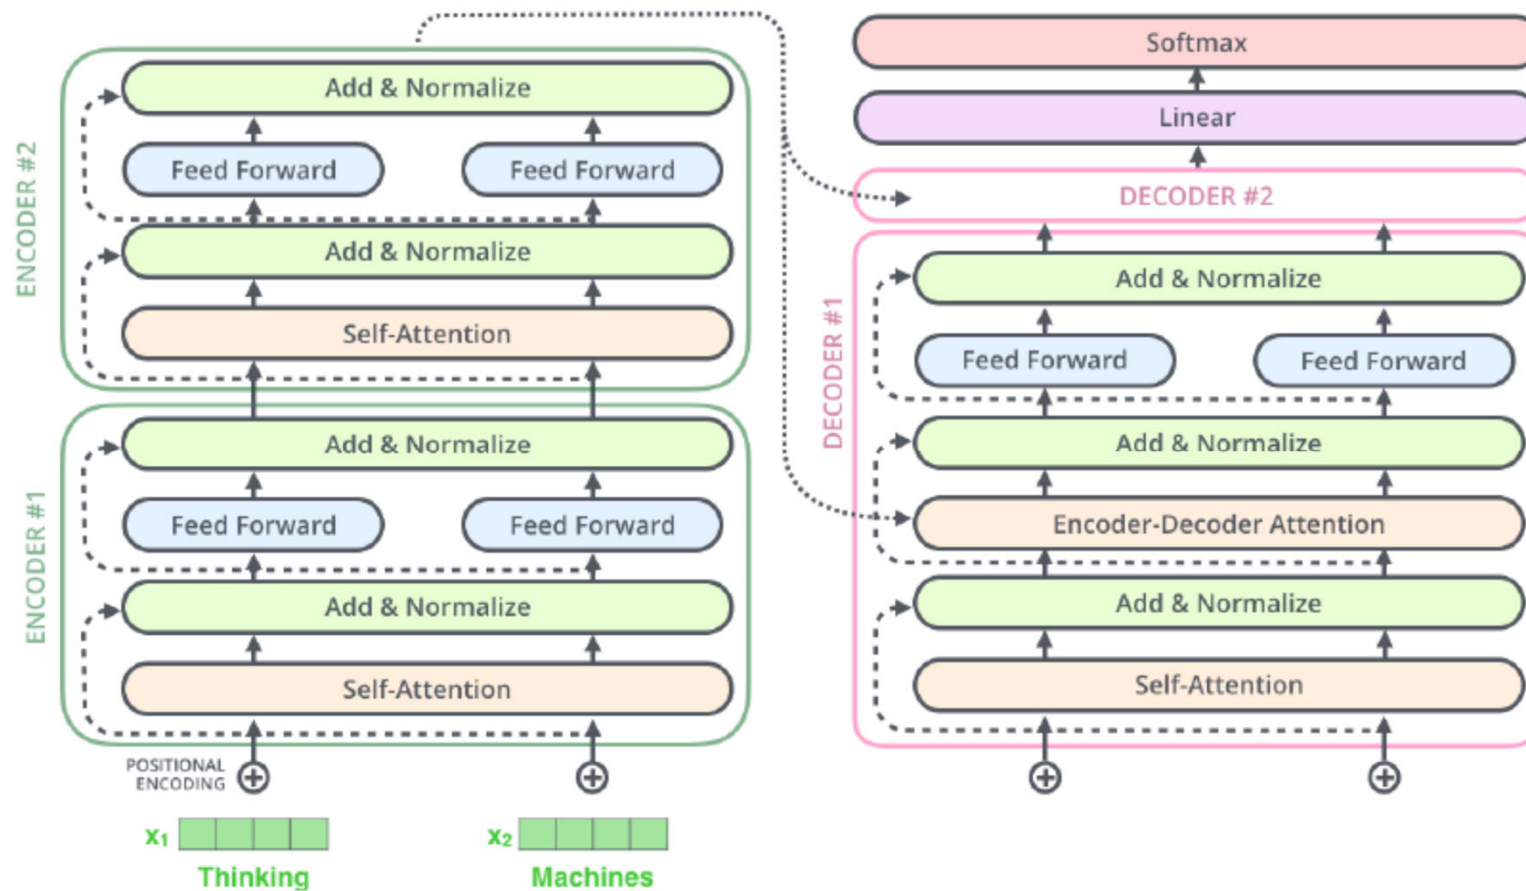 ENCODER #2
Add & Normalize
Feed Forward
Feed Forward
Add & Normalize
Self-Attention
ENCODER #1
Add & Normalize
Feed Forward
Feed Forward
Add & Normalize
Self-Attention
POSITIONAL
ENCODING
x₁
x₂
Thinking
Machines
Softmax
Linear
DECODER #2
DECODER #1
Add & Normalize
Feed Forward
Feed Forward
Add & Normalize
Encoder-Decoder Attention
Add & Normalize
Self-Attention